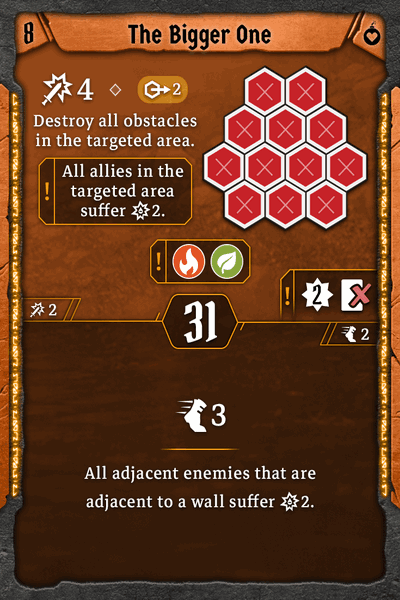 8 The Bigger One
4 2
Destroy all obstacles
in the targeted area.
! All allies in the
targeted area
suffer 2.
!
! 2
2 31
2
3
All adjacent enemies that are
adjacent to a wall suffer 2.